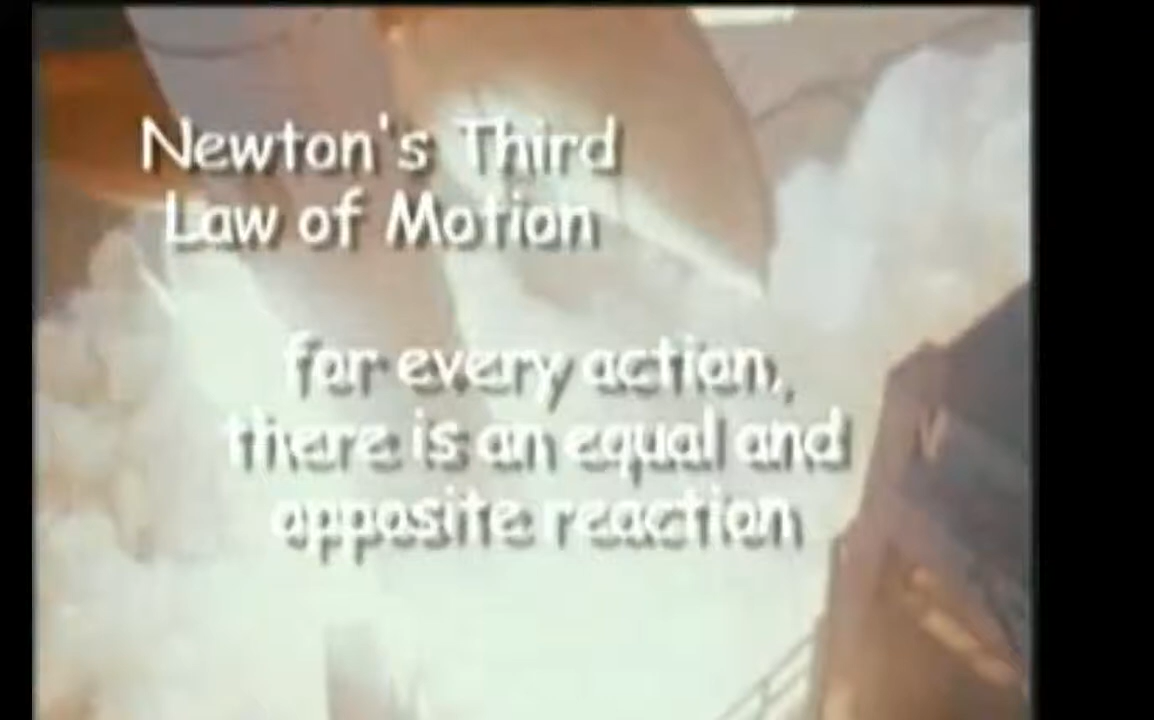 Newton's Third
Law of Motion
for every action,
there is an equal and
opposite reaction